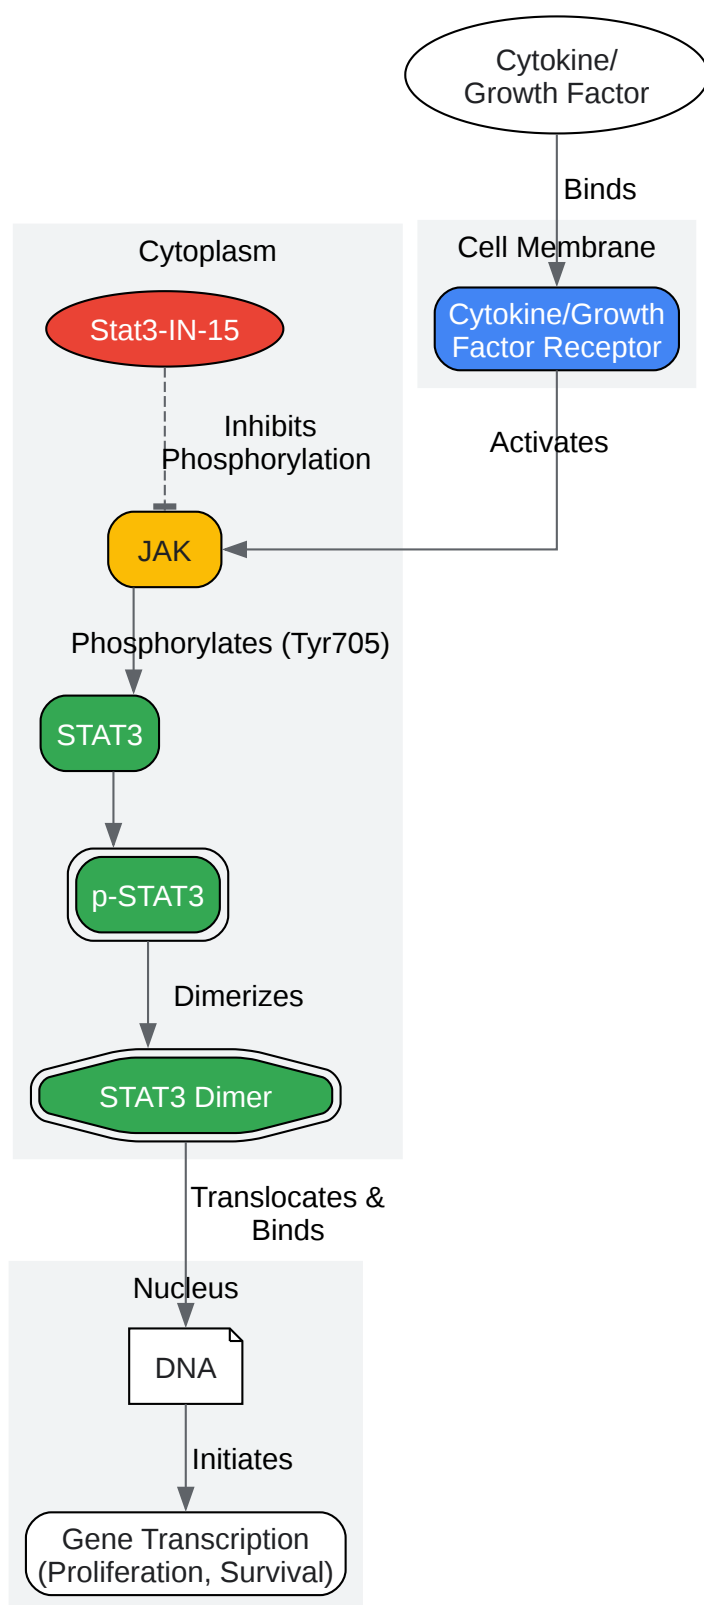 Cytokine/
Growth Factor
Binds
Cell Membrane
Cytokine/Growth
Factor Receptor
Activates
Cytoplasm
Stat3-IN-15
Inhibits
Phosphorylation
JAK
Phosphorylates (Tyr705)
STAT3
p-STAT3
Dimerizes
STAT3 Dimer
Translocates &
Binds
Nucleus
DNA
Initiates
Gene Transcription
(Proliferation, Survival)